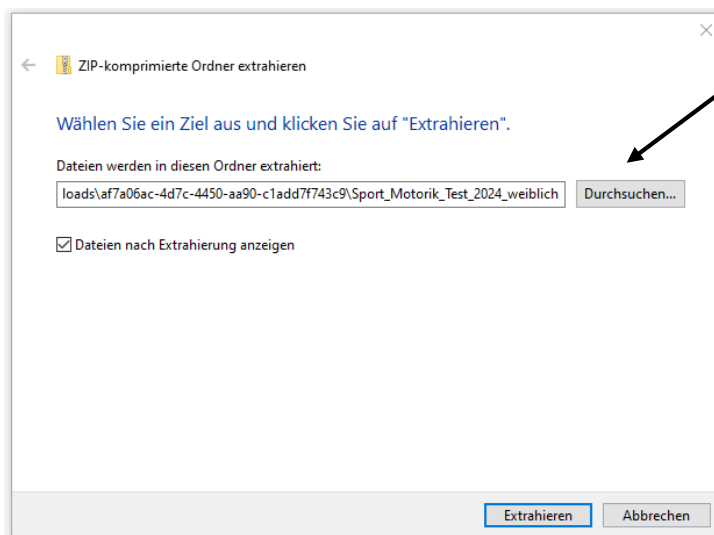 ZIP-komprimierte Ordner extrahieren
Wählen Sie ein Ziel aus und klicken Sie auf "Extrahieren".
Dateien werden in diesen Ordner extrahiert:
loads\af7a06ac-4d7c-4450-aa90-c1add7f743c9\Sport_Motorik_Test_2024_weiblich Durchsuchen...
Dateien nach Extrahierung anzeigen
Extrahieren Abbrechen